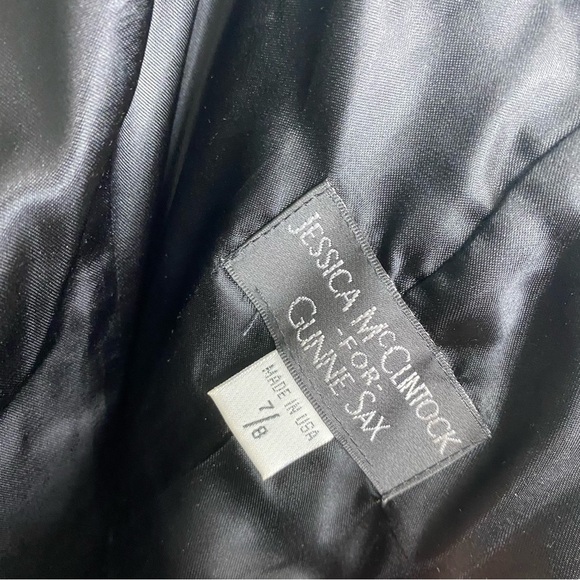 JESSICA McCLINTOCK
-FOR-
GUNNE SAX
MADE IN USA
7/8